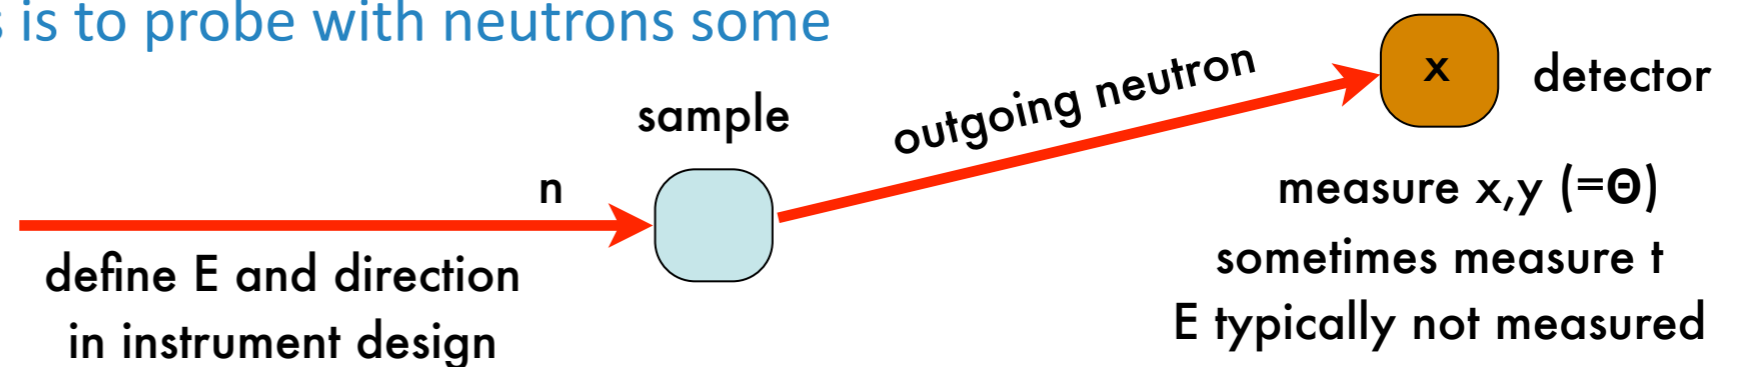 s is to probe with neutrons some
sample
outgoing neutron
x
detector
n
define E and direction
in instrument design
measure x,y (=Θ)
sometimes measure t
E typically not measured